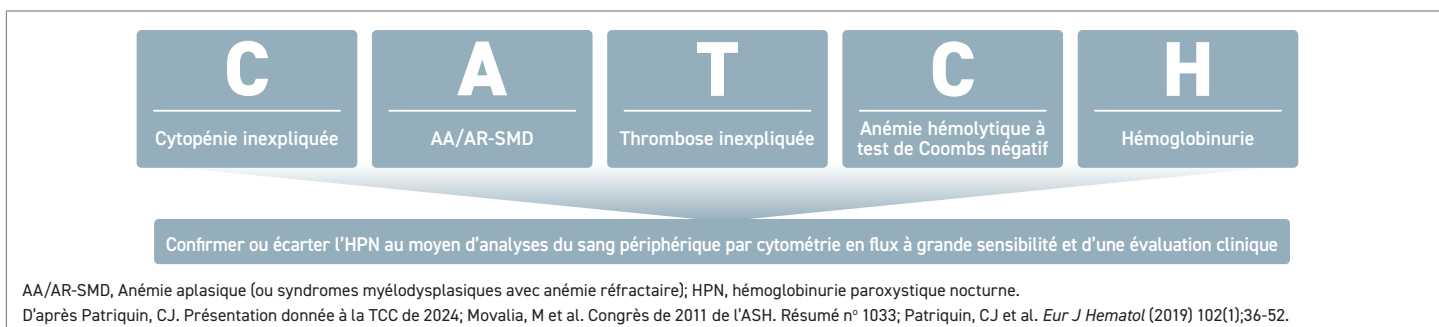 C
A
T
C
H
Cytopénie inexpliquée
AA/AR-SMD
Thrombose inexpliquée
Anémie hémolytique à
test de Coombs négatif
Hémoglobinurie
Confirmer ou écarter l'HPN au moyen d'analyses du sang périphérique par cytométrie en flux à grande sensibilité et d'une évaluation clinique
AA/AR-SMD, Anémie aplasique (ou syndromes myélodysplasiques avec anémie réfractaire); HPN, hémoglobinurie paroxystique nocturne.
D'après Patriquin, CJ. Présentation donnée à la TCC de 2024; Movalia, M et al. Congrès de 2011 de l'ASH. Résumé nº 1033; Patriquin, CJ et al. Eur J Hematol (2019) 102(1);36-52.